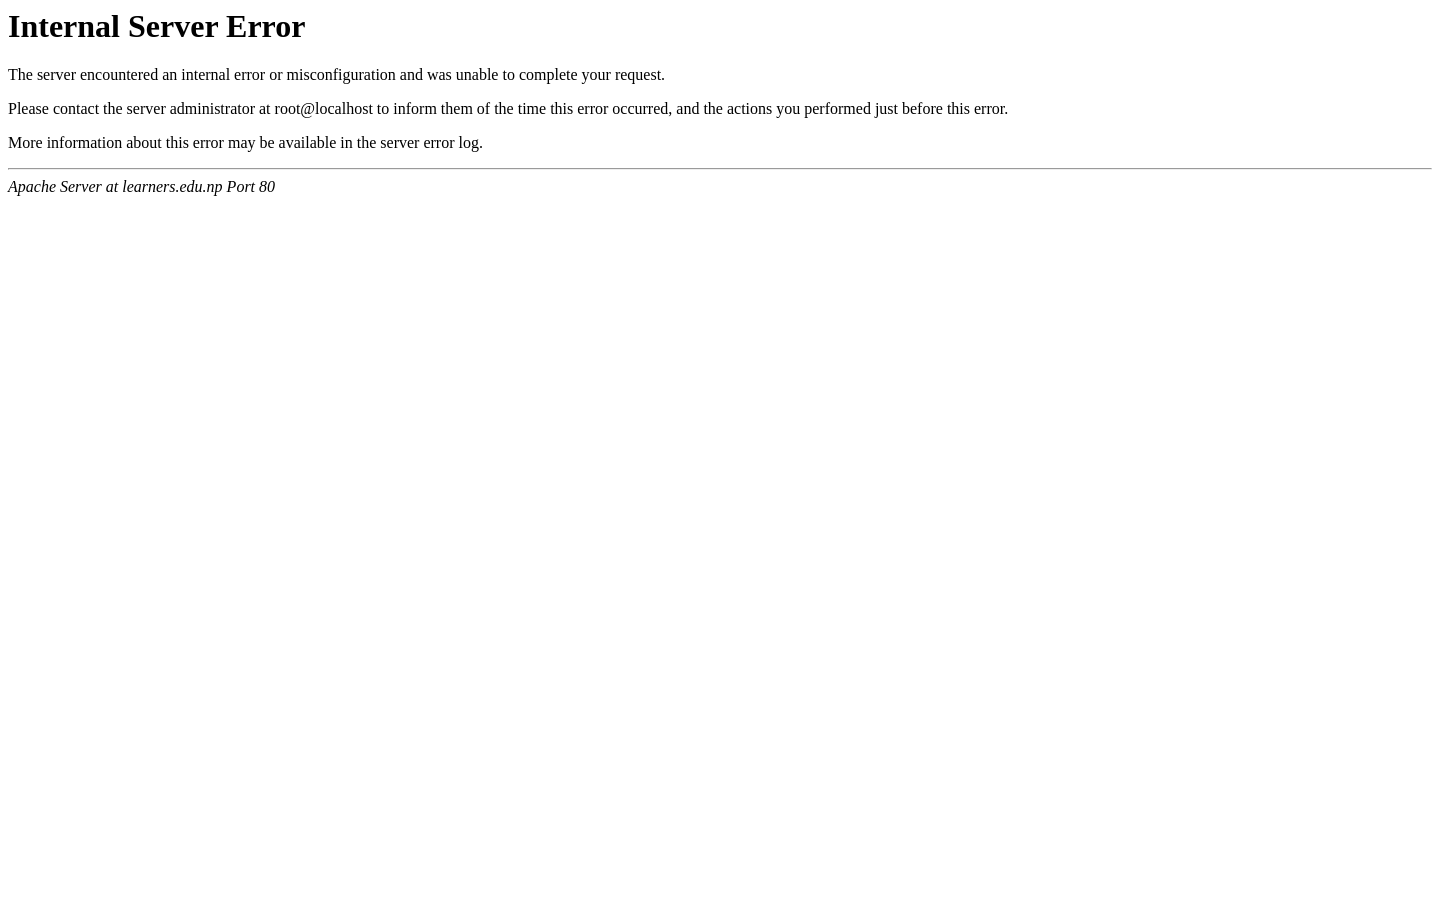 Internal Server Error
The server encountered an internal error or misconfiguration and was unable to complete your request.
Please contact the server administrator at root@localhost to inform them of the time this error occurred, and the actions you performed just before this error.
More information about this error may be available in the server error log.
Apache Server at learners.edu.np Port 80